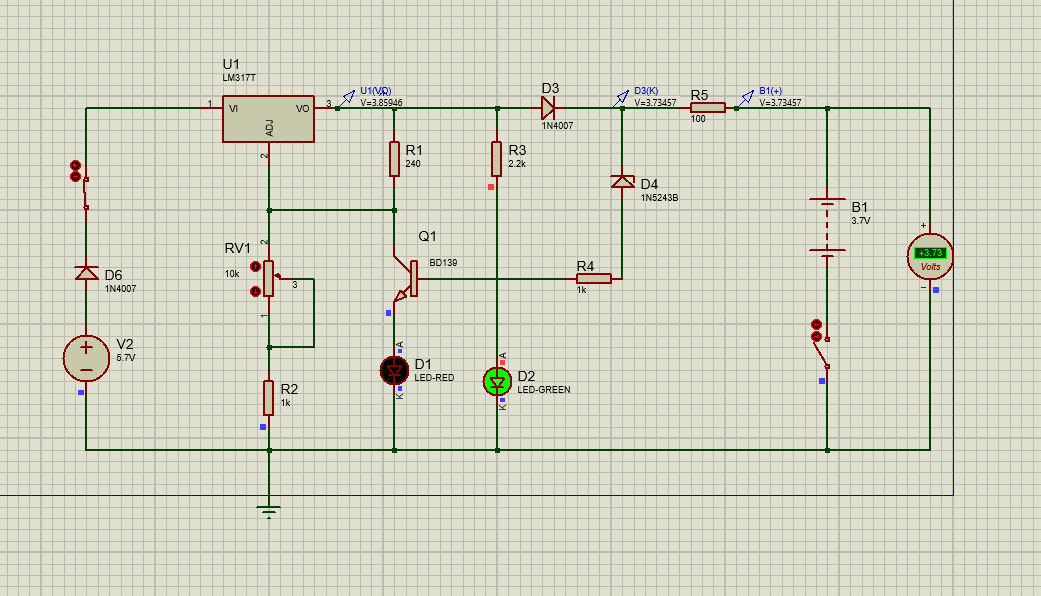 U1
LM317T
1
VI
VO
3
ADJ
2
U1(VO)
V=3.85946
D3
1N4007
D3(K)
V=3.73457
R5
100
B1(+)
V=3.73457
R1
240
R3
2.2k
D4
1N5243B
B1
3.7V
Q1
BD139
RV1
10k
2
3
1
R4
1k
+
+3.73
Volts
−
D6
1N4007
V2
5.7V
A
D1
LED-RED
K
A
D2
LED-GREEN
K
R2
1k